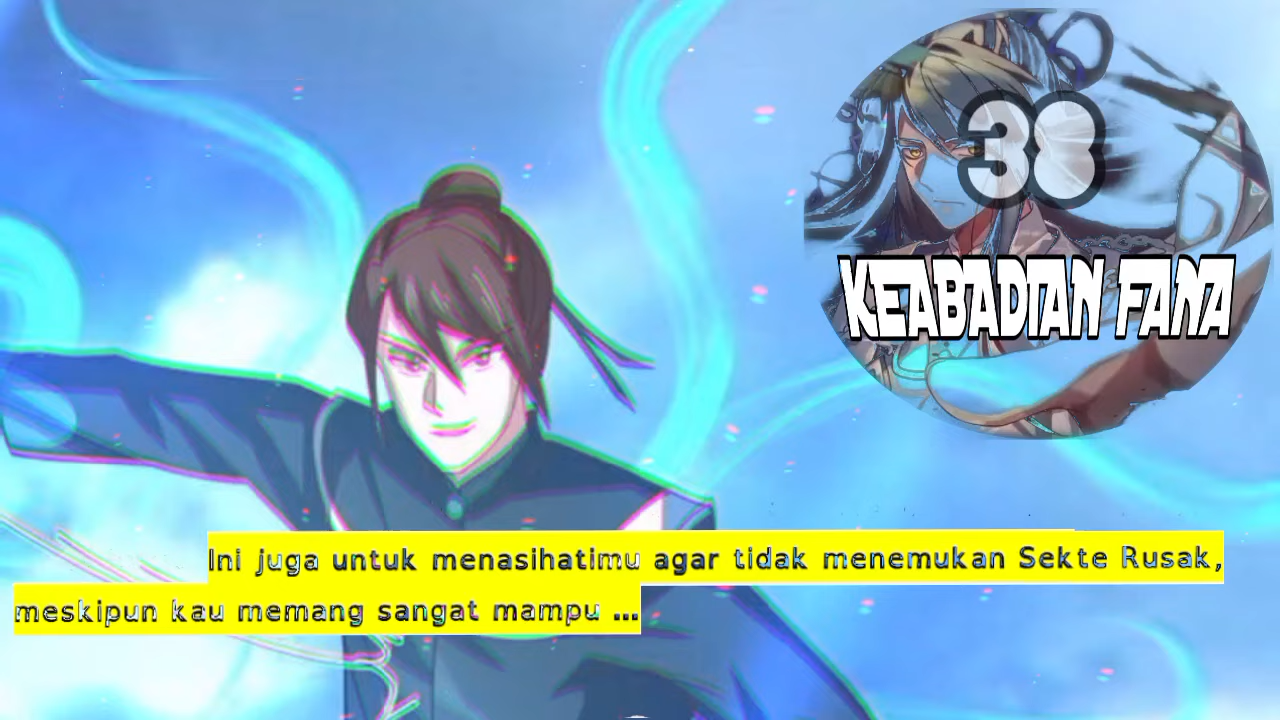 38
KEABADIAN FANA
Ini juga untuk menasihatimu agar tidak menemukan Sekte Rusak,
meskipun kau memang sangat mampu ...